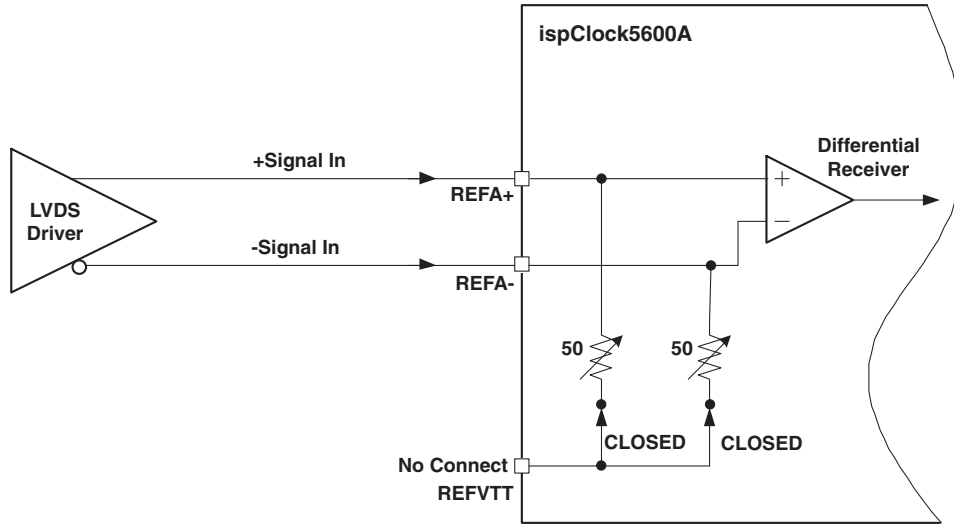 ispClock5600A
+Signal In
Differential
Receiver
+
REFA+
LVDS
Driver
-Signal In
−
REFA-
50
50
CLOSED
CLOSED
No Connect
REFVTT